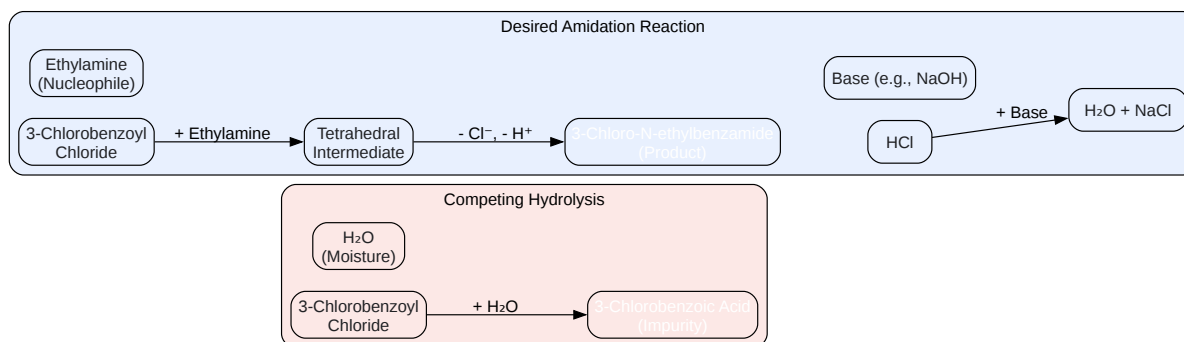 Desired Amidation Reaction
Ethylamine
(Nucleophile)
Base (e.g., NaOH)
3-Chlorobenzoyl
Chloride
+ Ethylamine
Tetrahedral
Intermediate
- Cl⁻, - H⁺
3-Chloro-N-ethylbenzamide
(Product)
HCl
+ Base
H₂O + NaCl
Competing Hydrolysis
H₂O
(Moisture)
3-Chlorobenzoyl
Chloride
+ H₂O
3-Chlorobenzoic Acid
(Impurity)